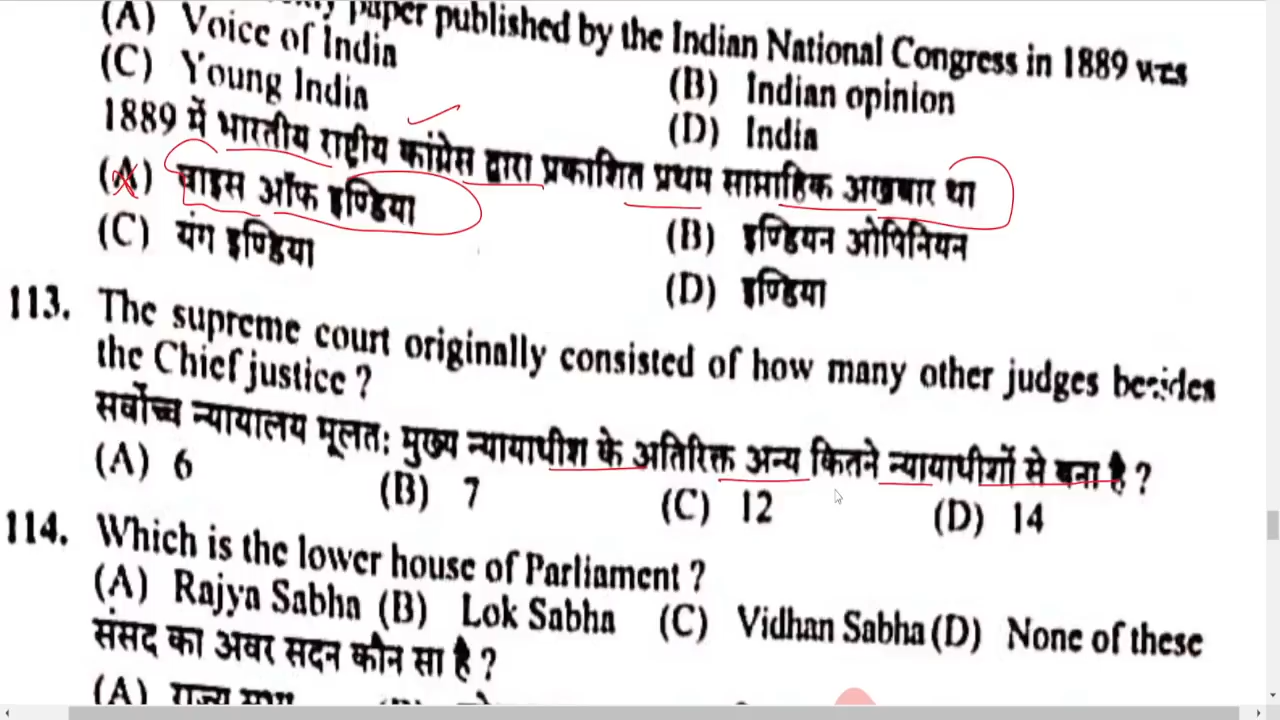 paper published by the Indian National Congress in 1889 was
(A) Voice of India
(B) Indian opinion
(C) Young India
(D) India
1889 में भारतीय राष्ट्रीय कांग्रेस द्वारा प्रकाशित प्रथम साप्ताहिक अखबार था
(A) वाइस ऑफ इण्डिया
(B) इण्डियन ओपिनियन
(C) यंग इण्डिया
(D) इण्डिया
113. The supreme court originally consisted of how many other judges besides
the Chief justice ?
सर्वोच्च न्यायालय मूलतः मुख्य न्यायाधीश के अतिरिक्त अन्य कितने न्यायाधीशों से बना है ?
(A) 6 (B) 7 (C) 12 (D) 14
114. Which is the lower house of Parliament ?
(A) Rajya Sabha (B) Lok Sabha (C) Vidhan Sabha (D) None of these
संसद का अवर सदन कौन सा है ?
(A) राज्य सभा